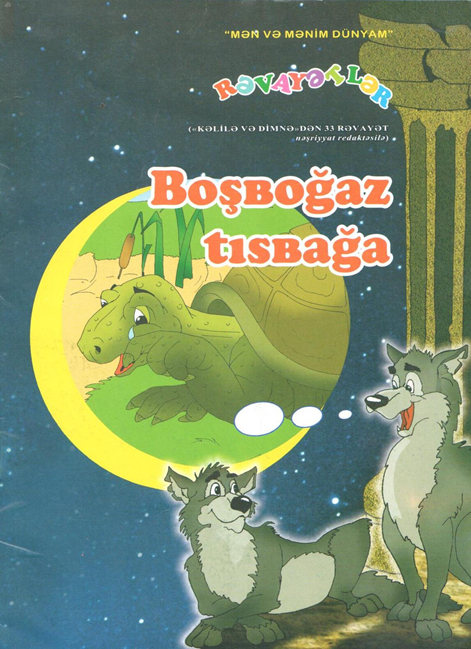 "MƏN VƏ MƏNİM DÜNYAM"
RƏVAYƏTLƏR
(«KƏLİLƏ VƏ DİMNƏ»DƏN 33 RƏVAYƏT
nəşriyyat redaktəsilə)
Boşboğaz
tısbağa